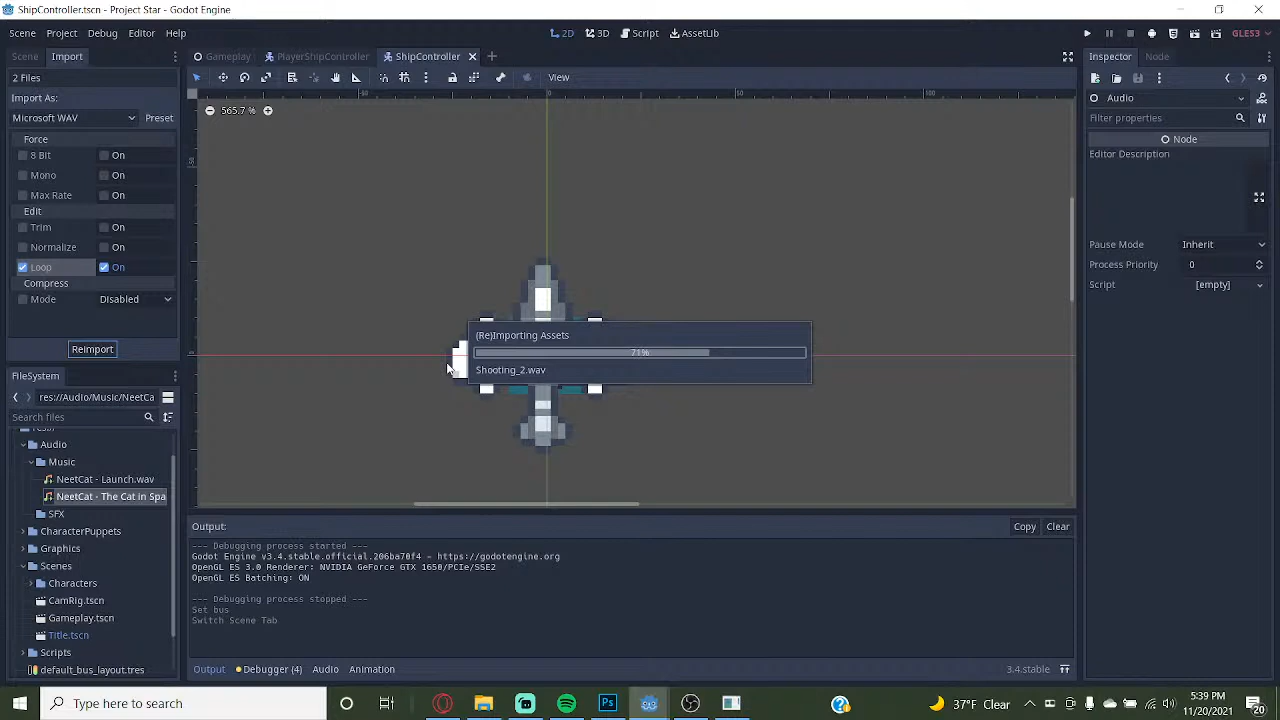 ShipController.tscn - Project Star - Godot Engine
Scene Project Debug Editor Help
2D 3D Script AssetLib
GLES3
Scene Import
Gameplay PlayerShipController ShipController
Inspector Node
2 Files
View
Import As:
Microsoft WAV Preset
Audio
565.7 %
Filter properties
Force
Node
8 Bit On
Editor Description
Mono On
Max Rate On
Edit
Trim On
Normalize On
Pause Mode Inherit
Loop On
Process Priority 0
Compress
Script [empty]
Mode Disabled
(Re)Importing Assets
71%
Shooting_2.wav
Reimport
FileSystem
res://Audio/Music/NeetCa
Search files
Audio
Music
NeetCat - Launch.wav
NeetCat - The Cat in Spa
SFX
CharacterPuppets
Graphics
Scenes
Characters
CamRig.tscn
Gameplay.tscn
Title.tscn
Scripts
default_bus_layout.tres
Output:
Copy Clear
--- Debugging process started ---
Godot Engine v3.4.stable.official.206ba70f4 - https://godotengine.org
OpenGL ES 3.0 Renderer: NVIDIA GeForce GTX 1650/PCIe/SSE2
OpenGL ES Batching: ON
--- Debugging process stopped ---
Set bus
Switch Scene Tab
Output Debugger (4) Audio Animation
3.4.stable
Type here to search
Ps
37°F Clear
5:39 PM
11/20/2021
20